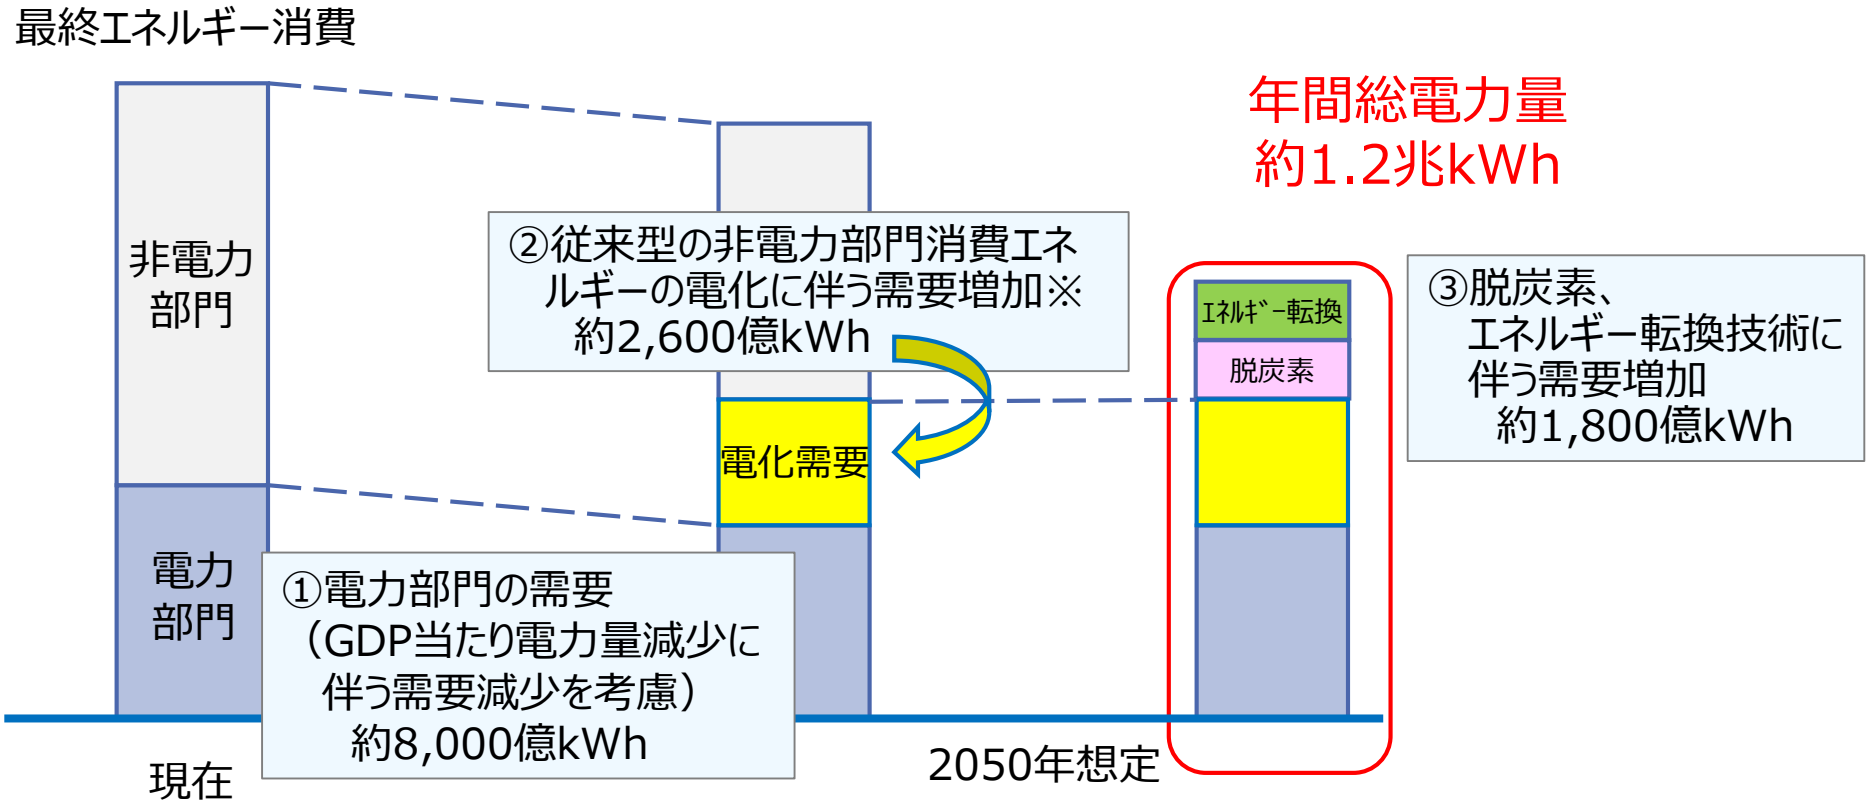 最終エネルギー消費
年間総電力量
約1.2兆kWh
非電力
部門
②従来型の非電力部門消費エネ
ルギーの電化に伴う需要増加※
約2,600億kWh
ｴﾈﾙｷﾞｰ転換
脱炭素
③脱炭素、
エネルギー転換技術に
伴う需要増加
約1,800億kWh
電化需要
電力
部門
①電力部門の需要
（GDP当たり電力量減少に
伴う需要減少を考慮）
約8,000億kWh
現在
2050年想定